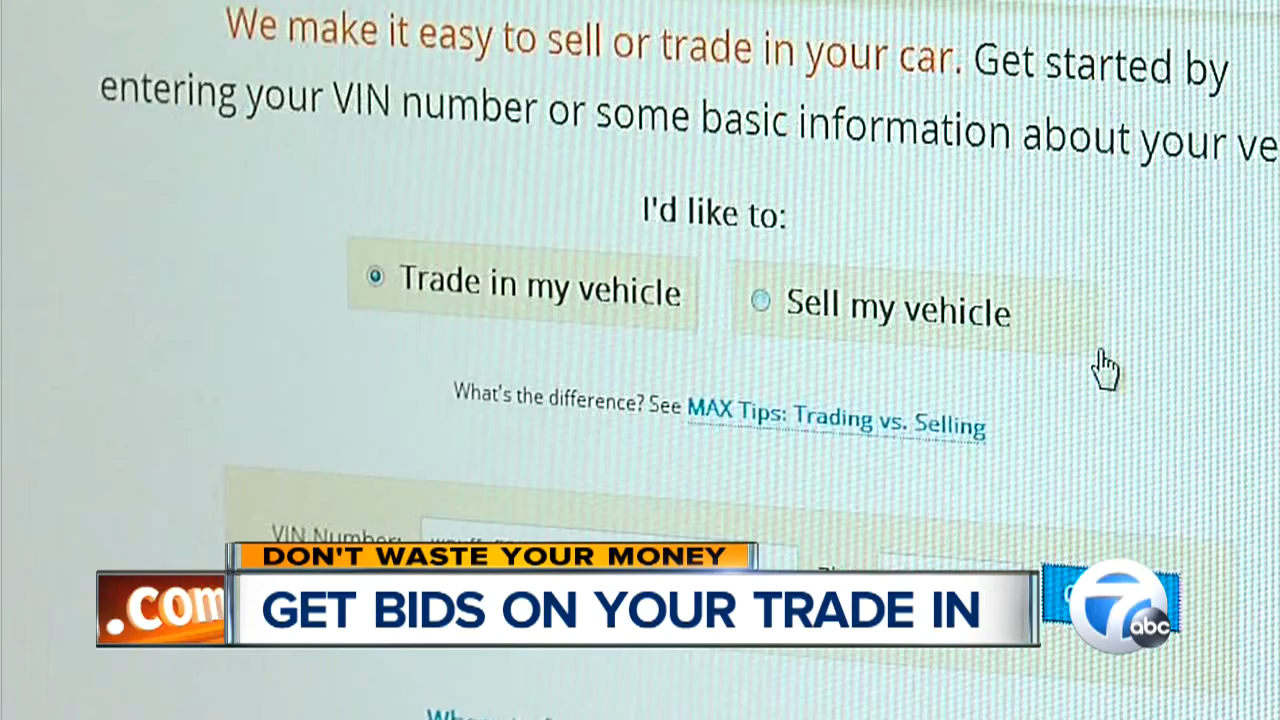 We make it easy to sell or trade in your car. Get started by
entering your VIN number or some basic information about your ve
I'd like to:
Trade in my vehicle
Sell my vehicle
What's the difference? See MAX Tips: Trading vs. Selling
VIN Number:
DON'T WASTE YOUR MONEY
.com
GET BIDS ON YOUR TRADE IN
7
abc